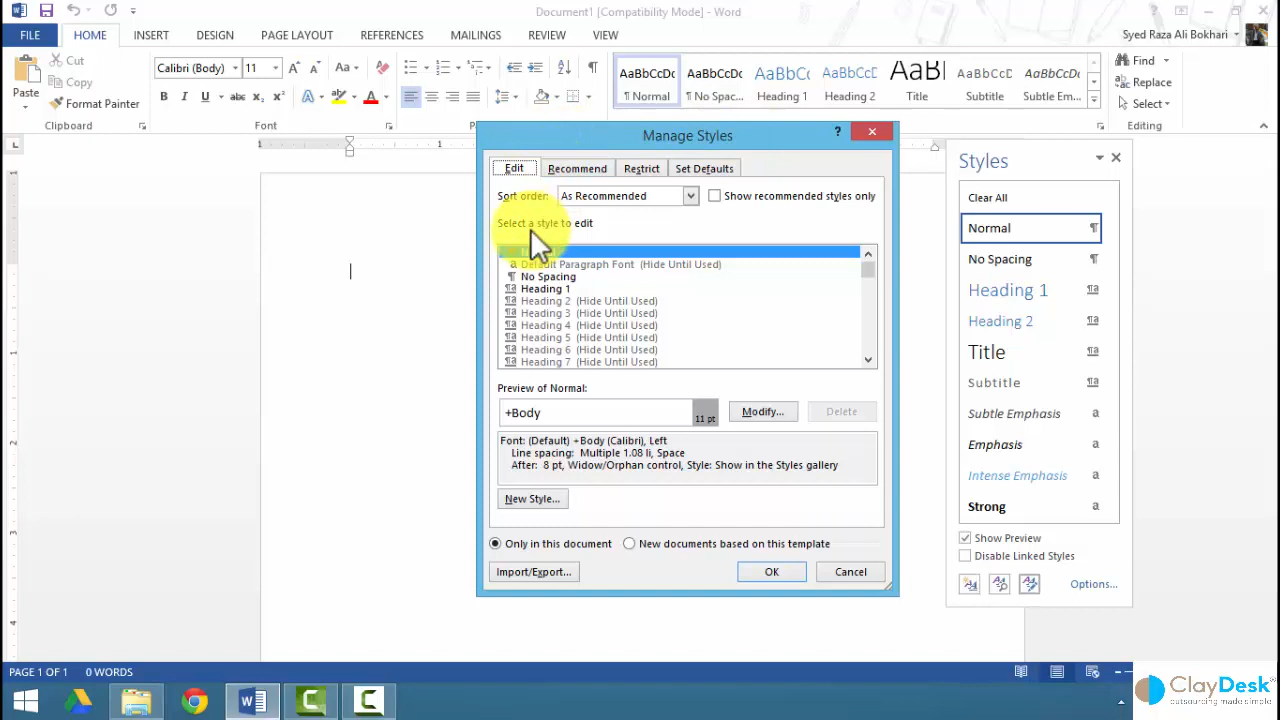 Document1 [Compatibility Mode] - Word
FILE HOME INSERT DESIGN PAGE LAYOUT REFERENCES MAILINGS REVIEW VIEW
Syed Raza Ali Bokhari
Cut
Copy
Format Painter
Paste
Clipboard
Calibri (Body) 11
Font
AaBbCcDc AaBbCcDc AaBbCc AaBbCcC AaBl AaBbCcD AaBbCcDc
¶ Normal ¶ No Spac... Heading 1 Heading 2 Title Subtitle Subtle Em...
Find
Replace
Select
Editing
Manage Styles
Edit Recommend Restrict Set Defaults
Sort order: As Recommended Show recommended styles only
Select a style to edit
Default Paragraph Font (Hide Until Used)
No Spacing
Heading 1
Heading 2 (Hide Until Used)
Heading 3 (Hide Until Used)
Heading 4 (Hide Until Used)
Heading 5 (Hide Until Used)
Heading 6 (Hide Until Used)
Heading 7 (Hide Until Used)
Preview of Normal:
+Body 11 pt Modify... Delete
Font: (Default) +Body (Calibri), Left
Line spacing: Multiple 1.08 li, Space
After: 8 pt, Widow/Orphan control, Style: Show in the Styles gallery
New Style...
Only in this document New documents based on this template
Import/Export... OK Cancel
Styles
Clear All
Normal
No Spacing
Heading 1
Heading 2
Title
Subtitle
Subtle Emphasis
Emphasis
Intense Emphasis
Strong
Show Preview
Disable Linked Styles
Options...
PAGE 1 OF 1 0 WORDS
ClayDesk
outsourcing made simple